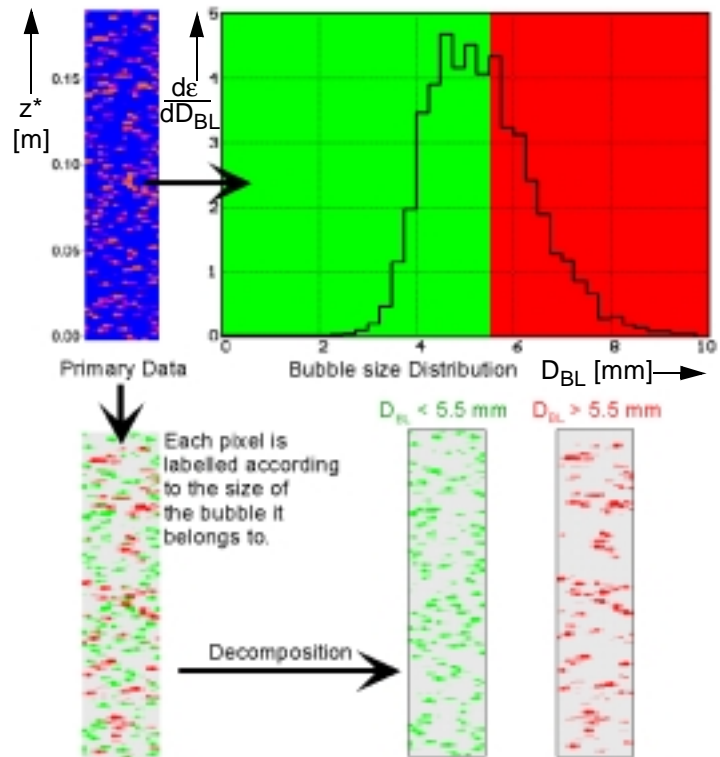 z*
[m]
0.15
0.10
0.05
0.00
Primary Data
dε
dD_BL
5
4
3
2
1
0
0 2 4 6 8 10
Bubble size Distribution D_BL [mm]
Each pixel is
labelled according
to the size of
the bubble it
belongs to.
D_BL < 5.5 mm
D_BL > 5.5 mm
Decomposition